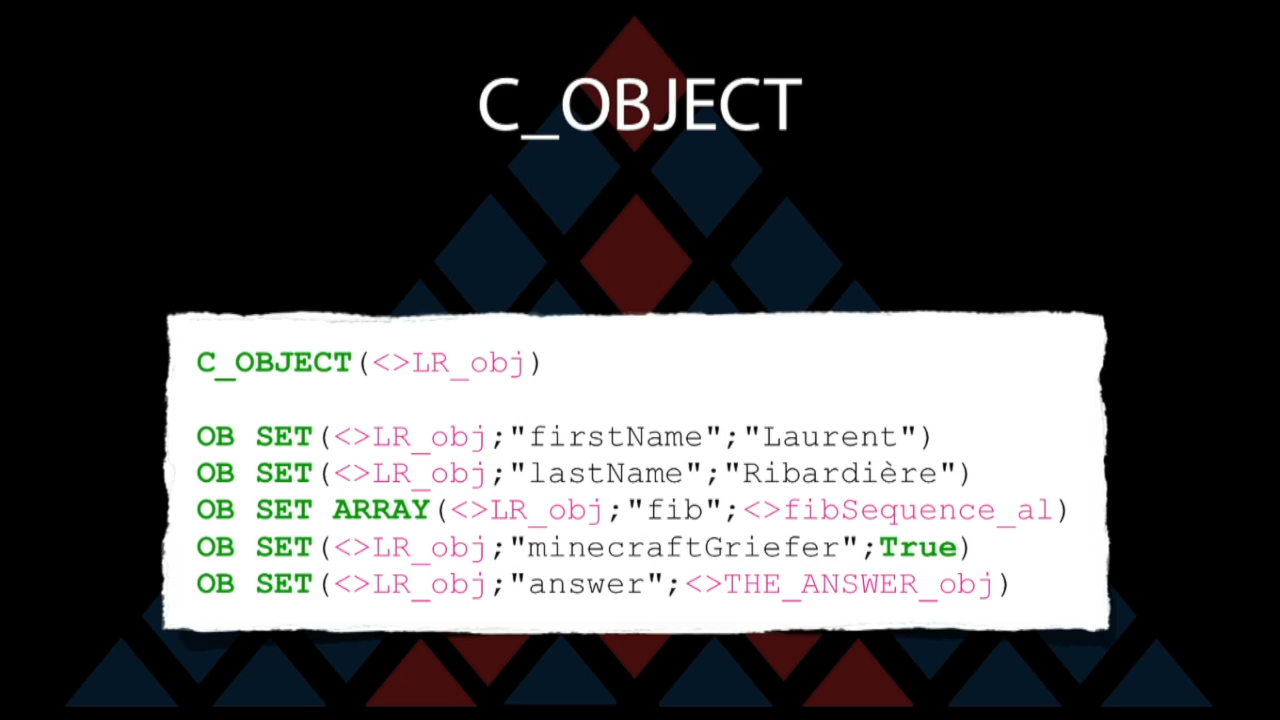 C_OBJECT
C_OBJECT(<>LR_obj)
OB SET(<>LR_obj;"firstName";"Laurent")
OB SET(<>LR_obj;"lastName";"Ribardière")
OB SET ARRAY(<>LR_obj;"fib";<>fibSequence_al)
OB SET(<>LR_obj;"minecraftGriefer";True)
OB SET(<>LR_obj;"answer";<>THE_ANSWER_obj)